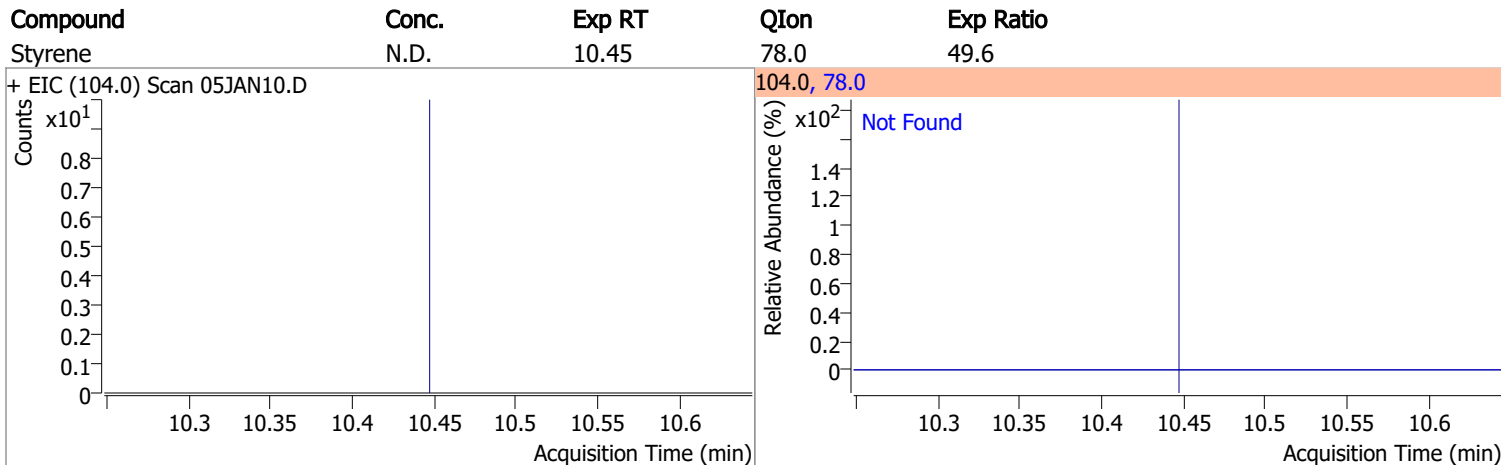 Compound Conc. Exp RT QIon Exp Ratio
Styrene N.D. 10.45 78.0 49.6
+ EIC (104.0) Scan 05JAN10.D
Counts
x10^1
0.8
0.7
0.6
0.5
0.4
0.3
0.2
0.1
0
10.3 10.35 10.4 10.45 10.5 10.55 10.6
Acquisition Time (min)
104.0, 78.0
Relative Abundance (%)
x10^2
Not Found
1.4
1.2
1
0.8
0.6
0.4
0.2
0
10.3 10.35 10.4 10.45 10.5 10.55 10.6
Acquisition Time (min)